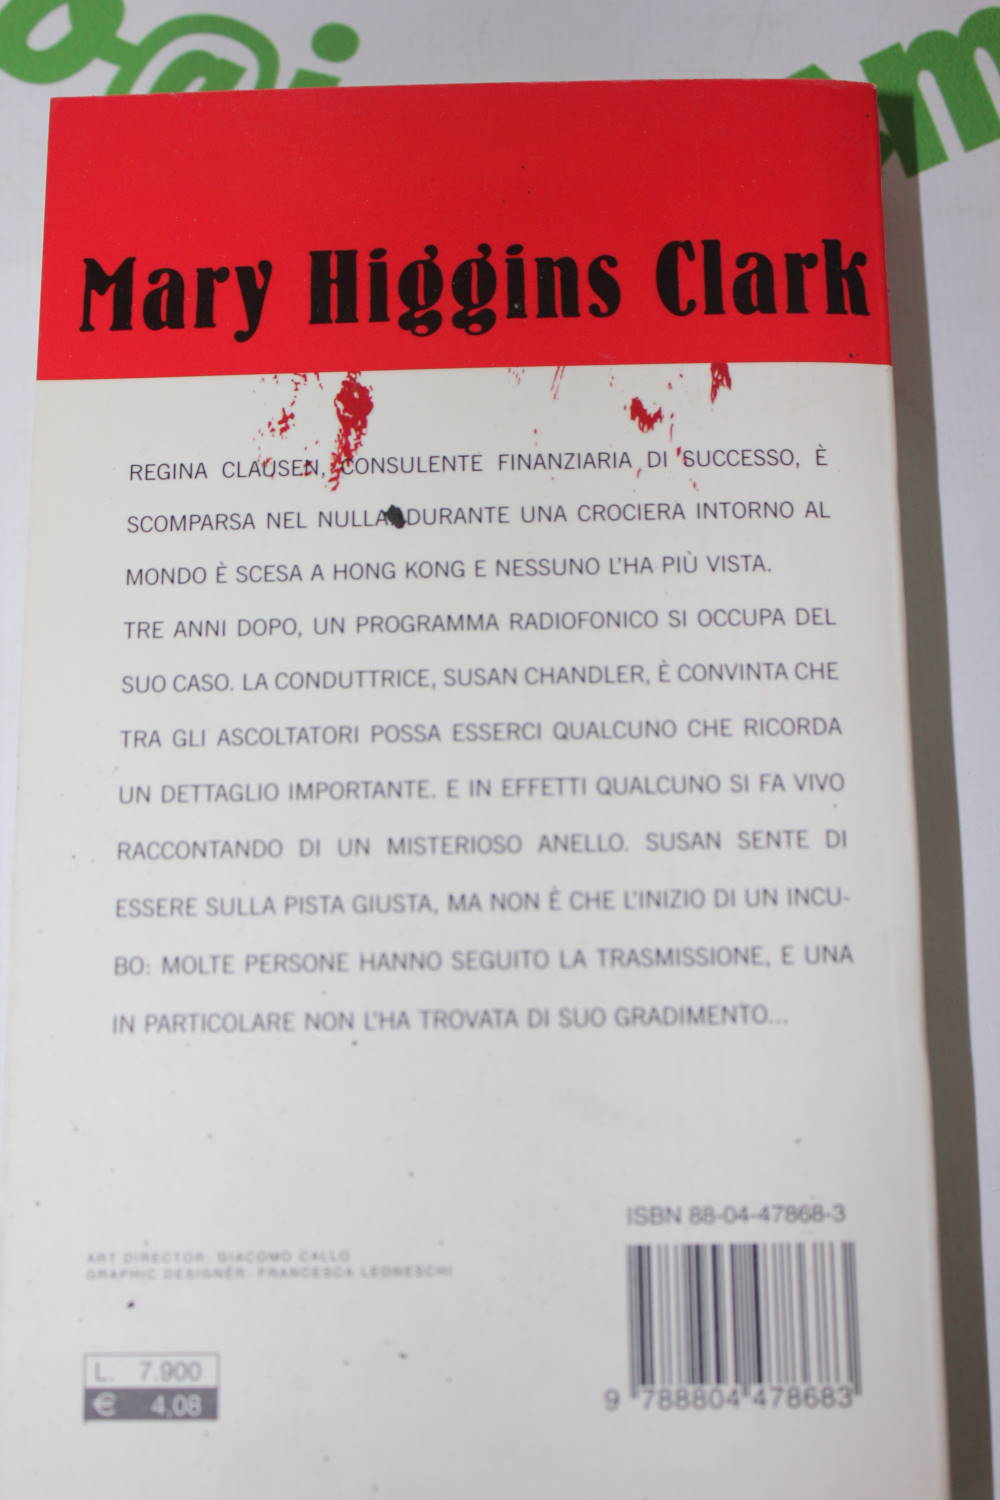 Mary Higgins Clark
REGINA CLAUSEN, CONSULENTE FINANZIARIA DI SUCCESSO, È
SCOMPARSA NEL NULLA DURANTE UNA CROCIERA INTORNO AL
MONDO È SCESA A HONG KONG E NESSUNO L'HA PIÙ VISTA.
TRE ANNI DOPO, UN PROGRAMMA RADIOFONICO SI OCCUPA DEL
SUO CASO. LA CONDUTTRICE, SUSAN CHANDLER, È CONVINTA CHE
TRA GLI ASCOLTATORI POSSA ESSERCI QUALCUNO CHE RICORDA
UN DETTAGLIO IMPORTANTE. E IN EFFETTI QUALCUNO SI FA VIVO
RACCONTANDO DI UN MISTERIOSO ANELLO. SUSAN SENTE DI
ESSERE SULLA PISTA GIUSTA, MA NON È CHE L'INIZIO DI UN INCU-
BO: MOLTE PERSONE HANNO SEGUITO LA TRASMISSIONE, E UNA
IN PARTICOLARE NON L'HA TROVATA DI SUO GRADIMENTO...
ISBN 88-04-47868-3
ART DIRECTOR: GIACOMO CALLO
GRAPHIC DESIGNER: FRANCESCA LEONESCHI
L. 7.900
€ 4,08
9 788804 478683